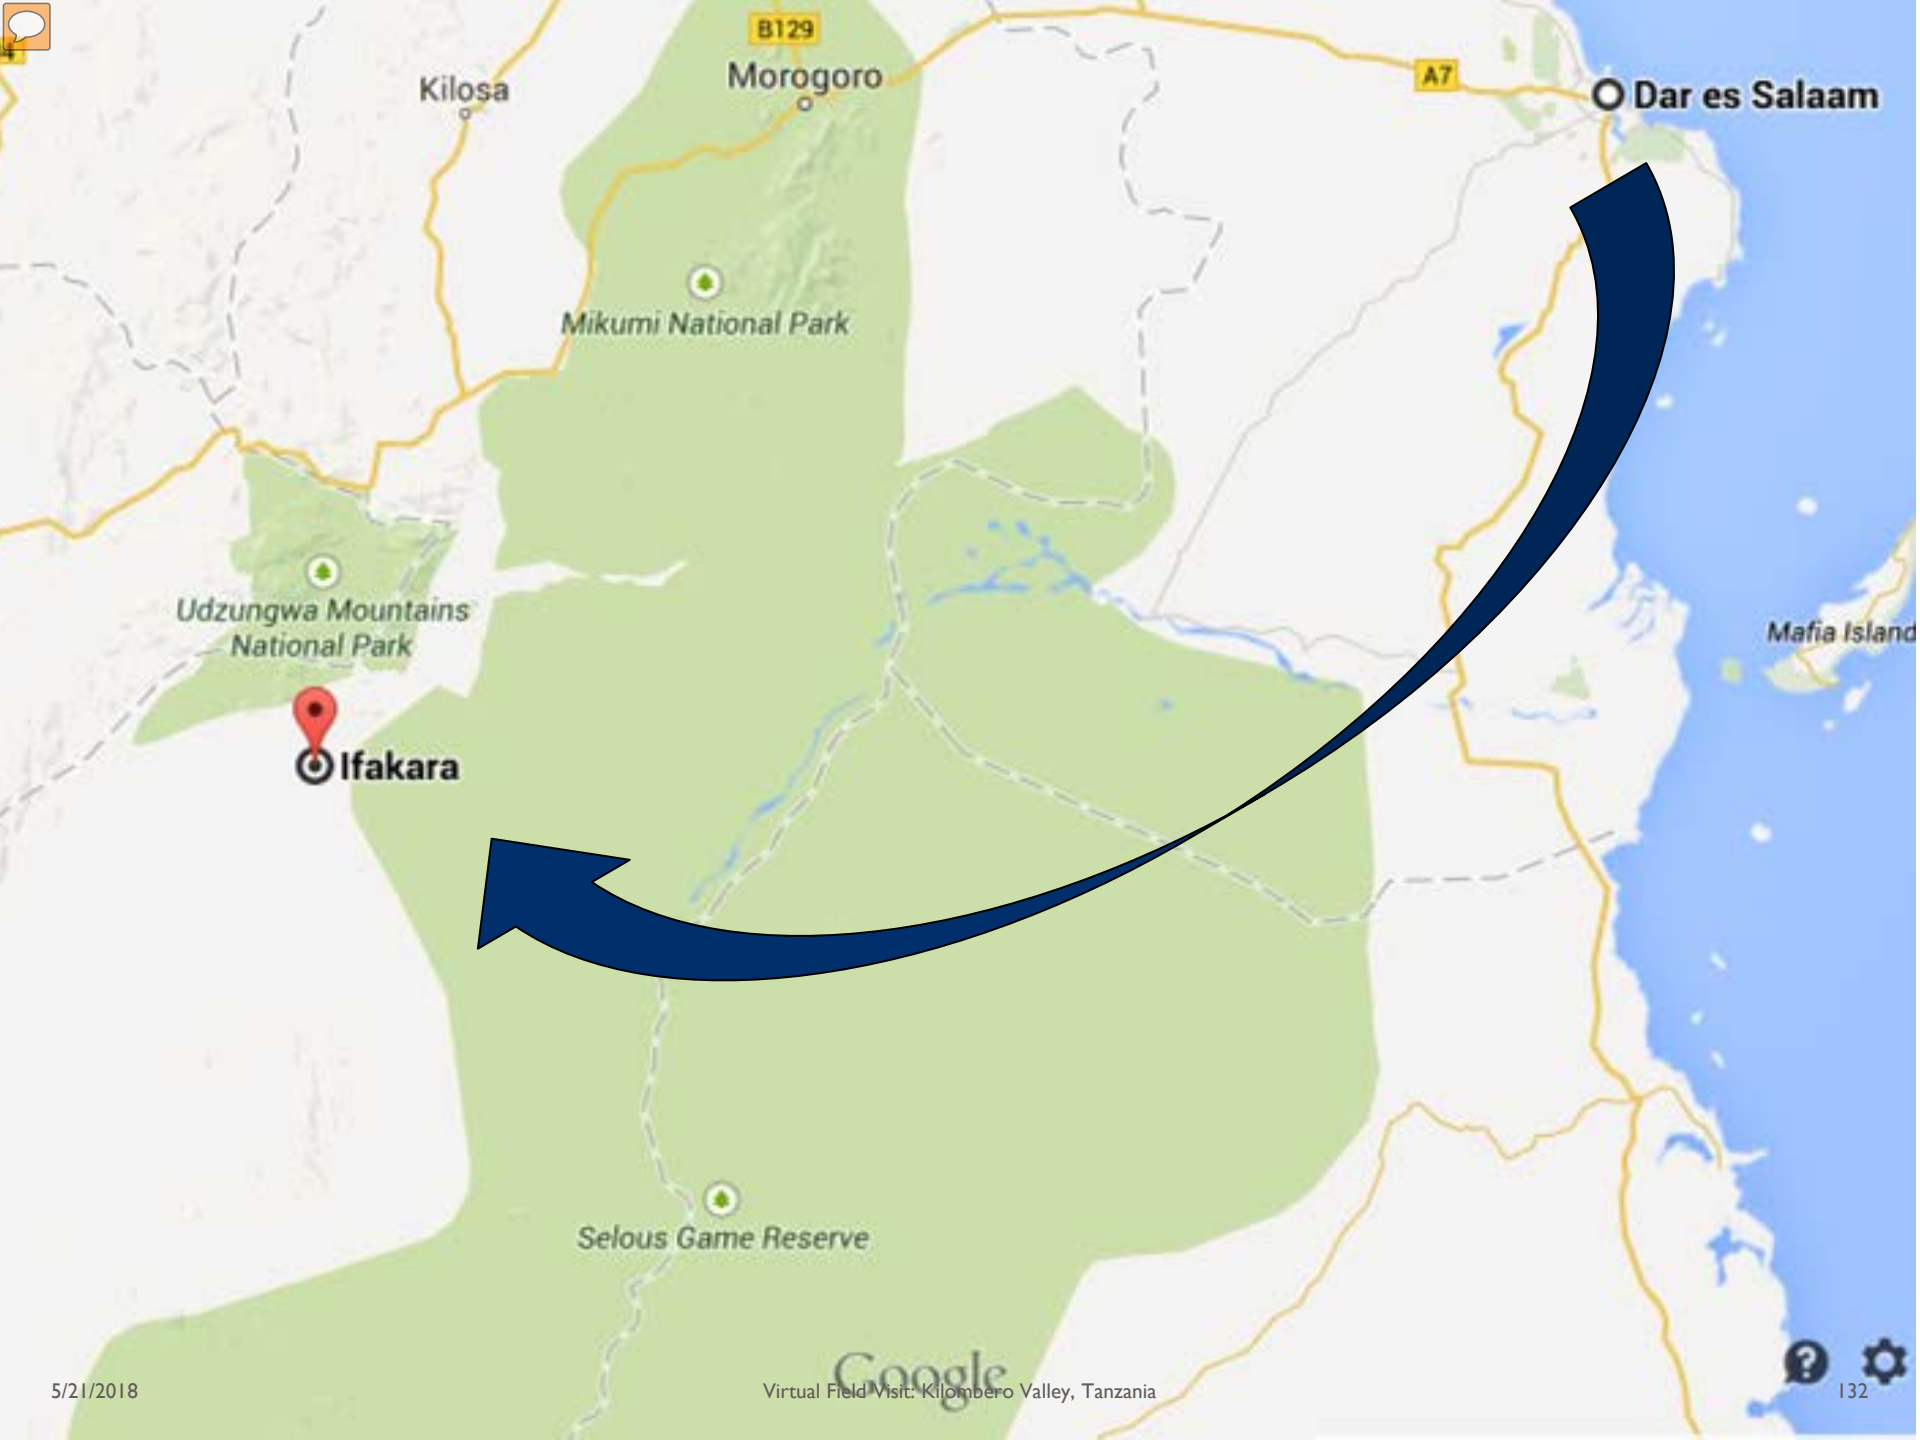 4
B129
Kilosa
Morogoro
A7
Dar es Salaam
Mikumi National Park
Udzungwa Mountains
National Park
Mafia Island
Ifakara
Selous Game Reserve
Google
?
5/21/2018
Virtual Field Visit: Kilombero Valley, Tanzania
132